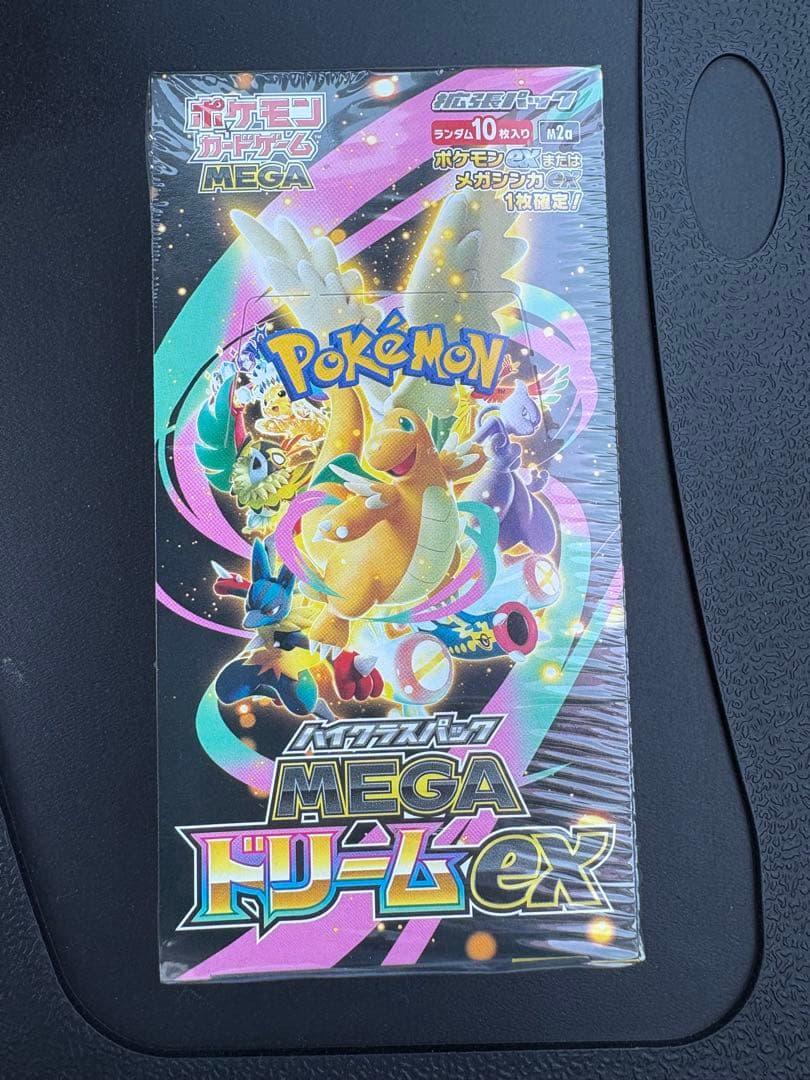 ポケモン
カードゲーム
MEGA
拡張パック
ランダム10枚入り M2a
ポケモンexまたは
メガシンカex
1枚確定!
POKéMON
ハイクラスパック
MEGA
ドリームex